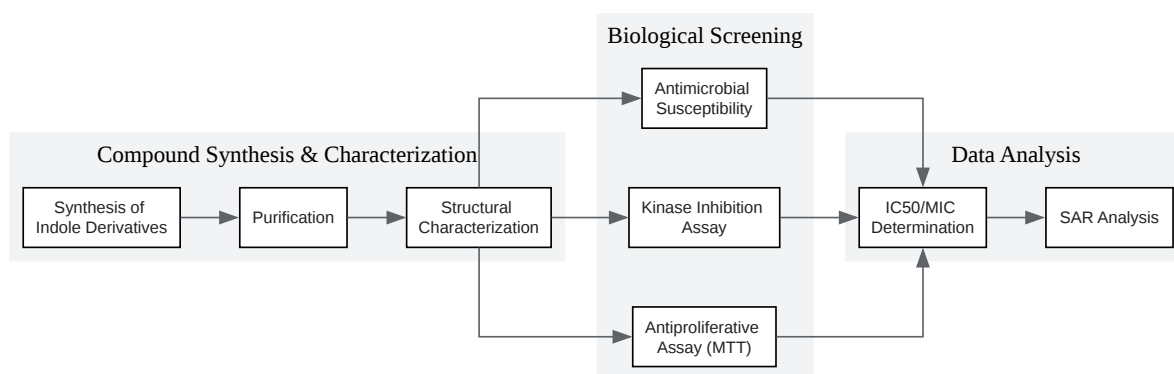 Biological Screening
Antimicrobial
Susceptibility
Compound Synthesis & Characterization
Data Analysis
Synthesis of
Indole Derivatives
Purification
Structural
Characterization
Kinase Inhibition
Assay
IC50/MIC
Determination
SAR Analysis
Antiproliferative
Assay (MTT)